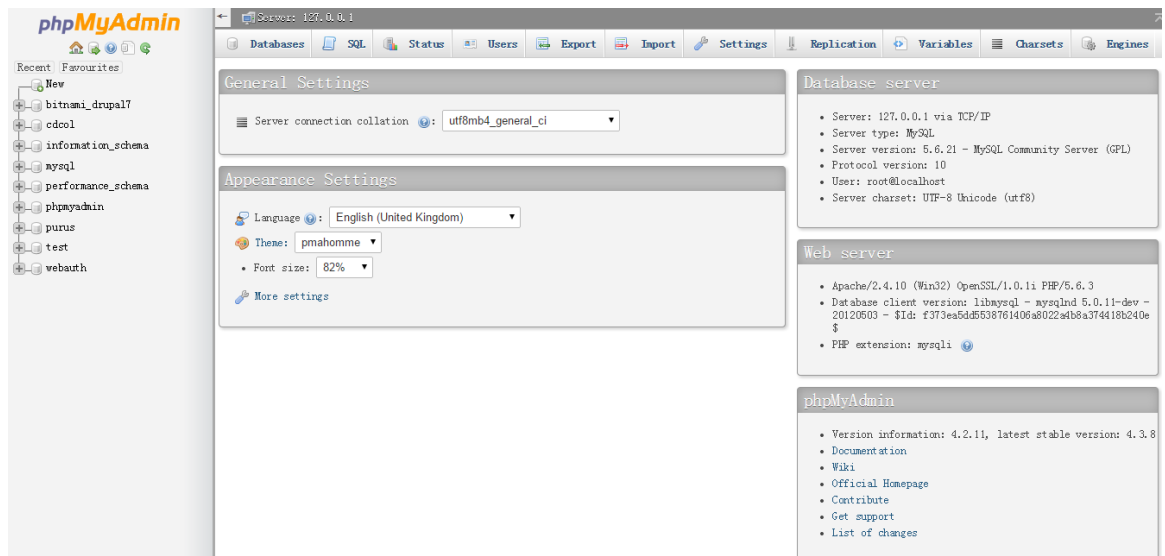 phpMyAdmin
Recent Favourites
New
bitnami_drupal7
cdcol
information_schema
mysql
performance_schema
phpmyadmin
purus
test
webauth
Server: 127.0.0.1
Databases SQL Status Users Export Import Settings Replication Variables Charsets Engines
General Settings
Server connection collation : utf8mb4_general_ci
Appearance Settings
Language : English (United Kingdom)
Theme: pmahomme
• Font size: 82%
More settings
Database server
• Server: 127.0.0.1 via TCP/IP
• Server type: MySQL
• Server version: 5.6.21 - MySQL Community Server (GPL)
• Protocol version: 10
• User: root@localhost
• Server charset: UTF-8 Unicode (utf8)
Web server
• Apache/2.4.10 (Win32) OpenSSL/1.0.1i PHP/5.6.3
• Database client version: libmysql - mysqlnd 5.0.11-dev -
20120503 - $Id: f373ea5dd5538761406a8022a4b8a374418b240e
$
• PHP extension: mysqli
phpMyAdmin
• Version information: 4.2.11, latest stable version: 4.3.8
• Documentation
• Wiki
• Official Homepage
• Contribute
• Get support
• List of changes